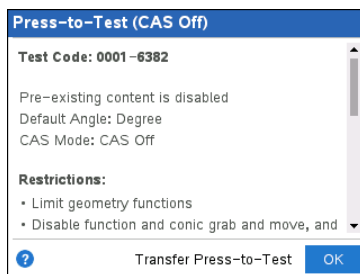 Press-to-Test (CAS Off)
Test Code: 0001-6382
Pre-existing content is disabled
Default Angle: Degree
CAS Mode: CAS Off
Restrictions:
• Limit geometry functions
• Disable function and conic grab and move, and
? Transfer Press-to-Test OK